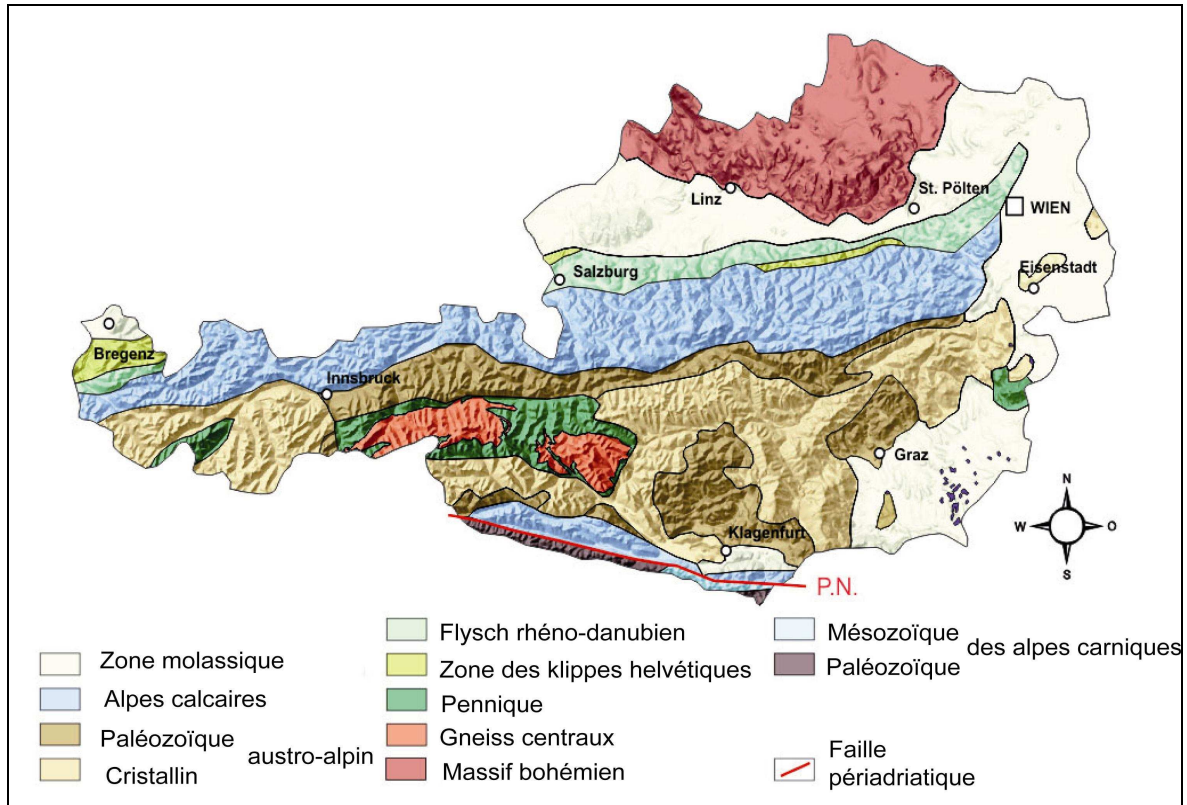 Linz
St. Pölten
WIEN
Salzburg
Eisenstadt
Bregenz
Innsbruck
Graz
N
W
O
S
Klagenfurt
P.N.
Zone molassique
Alpes calcaires
Paléozoïque
austro-alpin
Cristallin
Flysch rhéno-danubien
Zone des klippes helvétiques
Pennique
Gneiss centraux
Massif bohémien
Mésozoïque
des alpes carniques
Paléozoïque
Faille
périadriatique